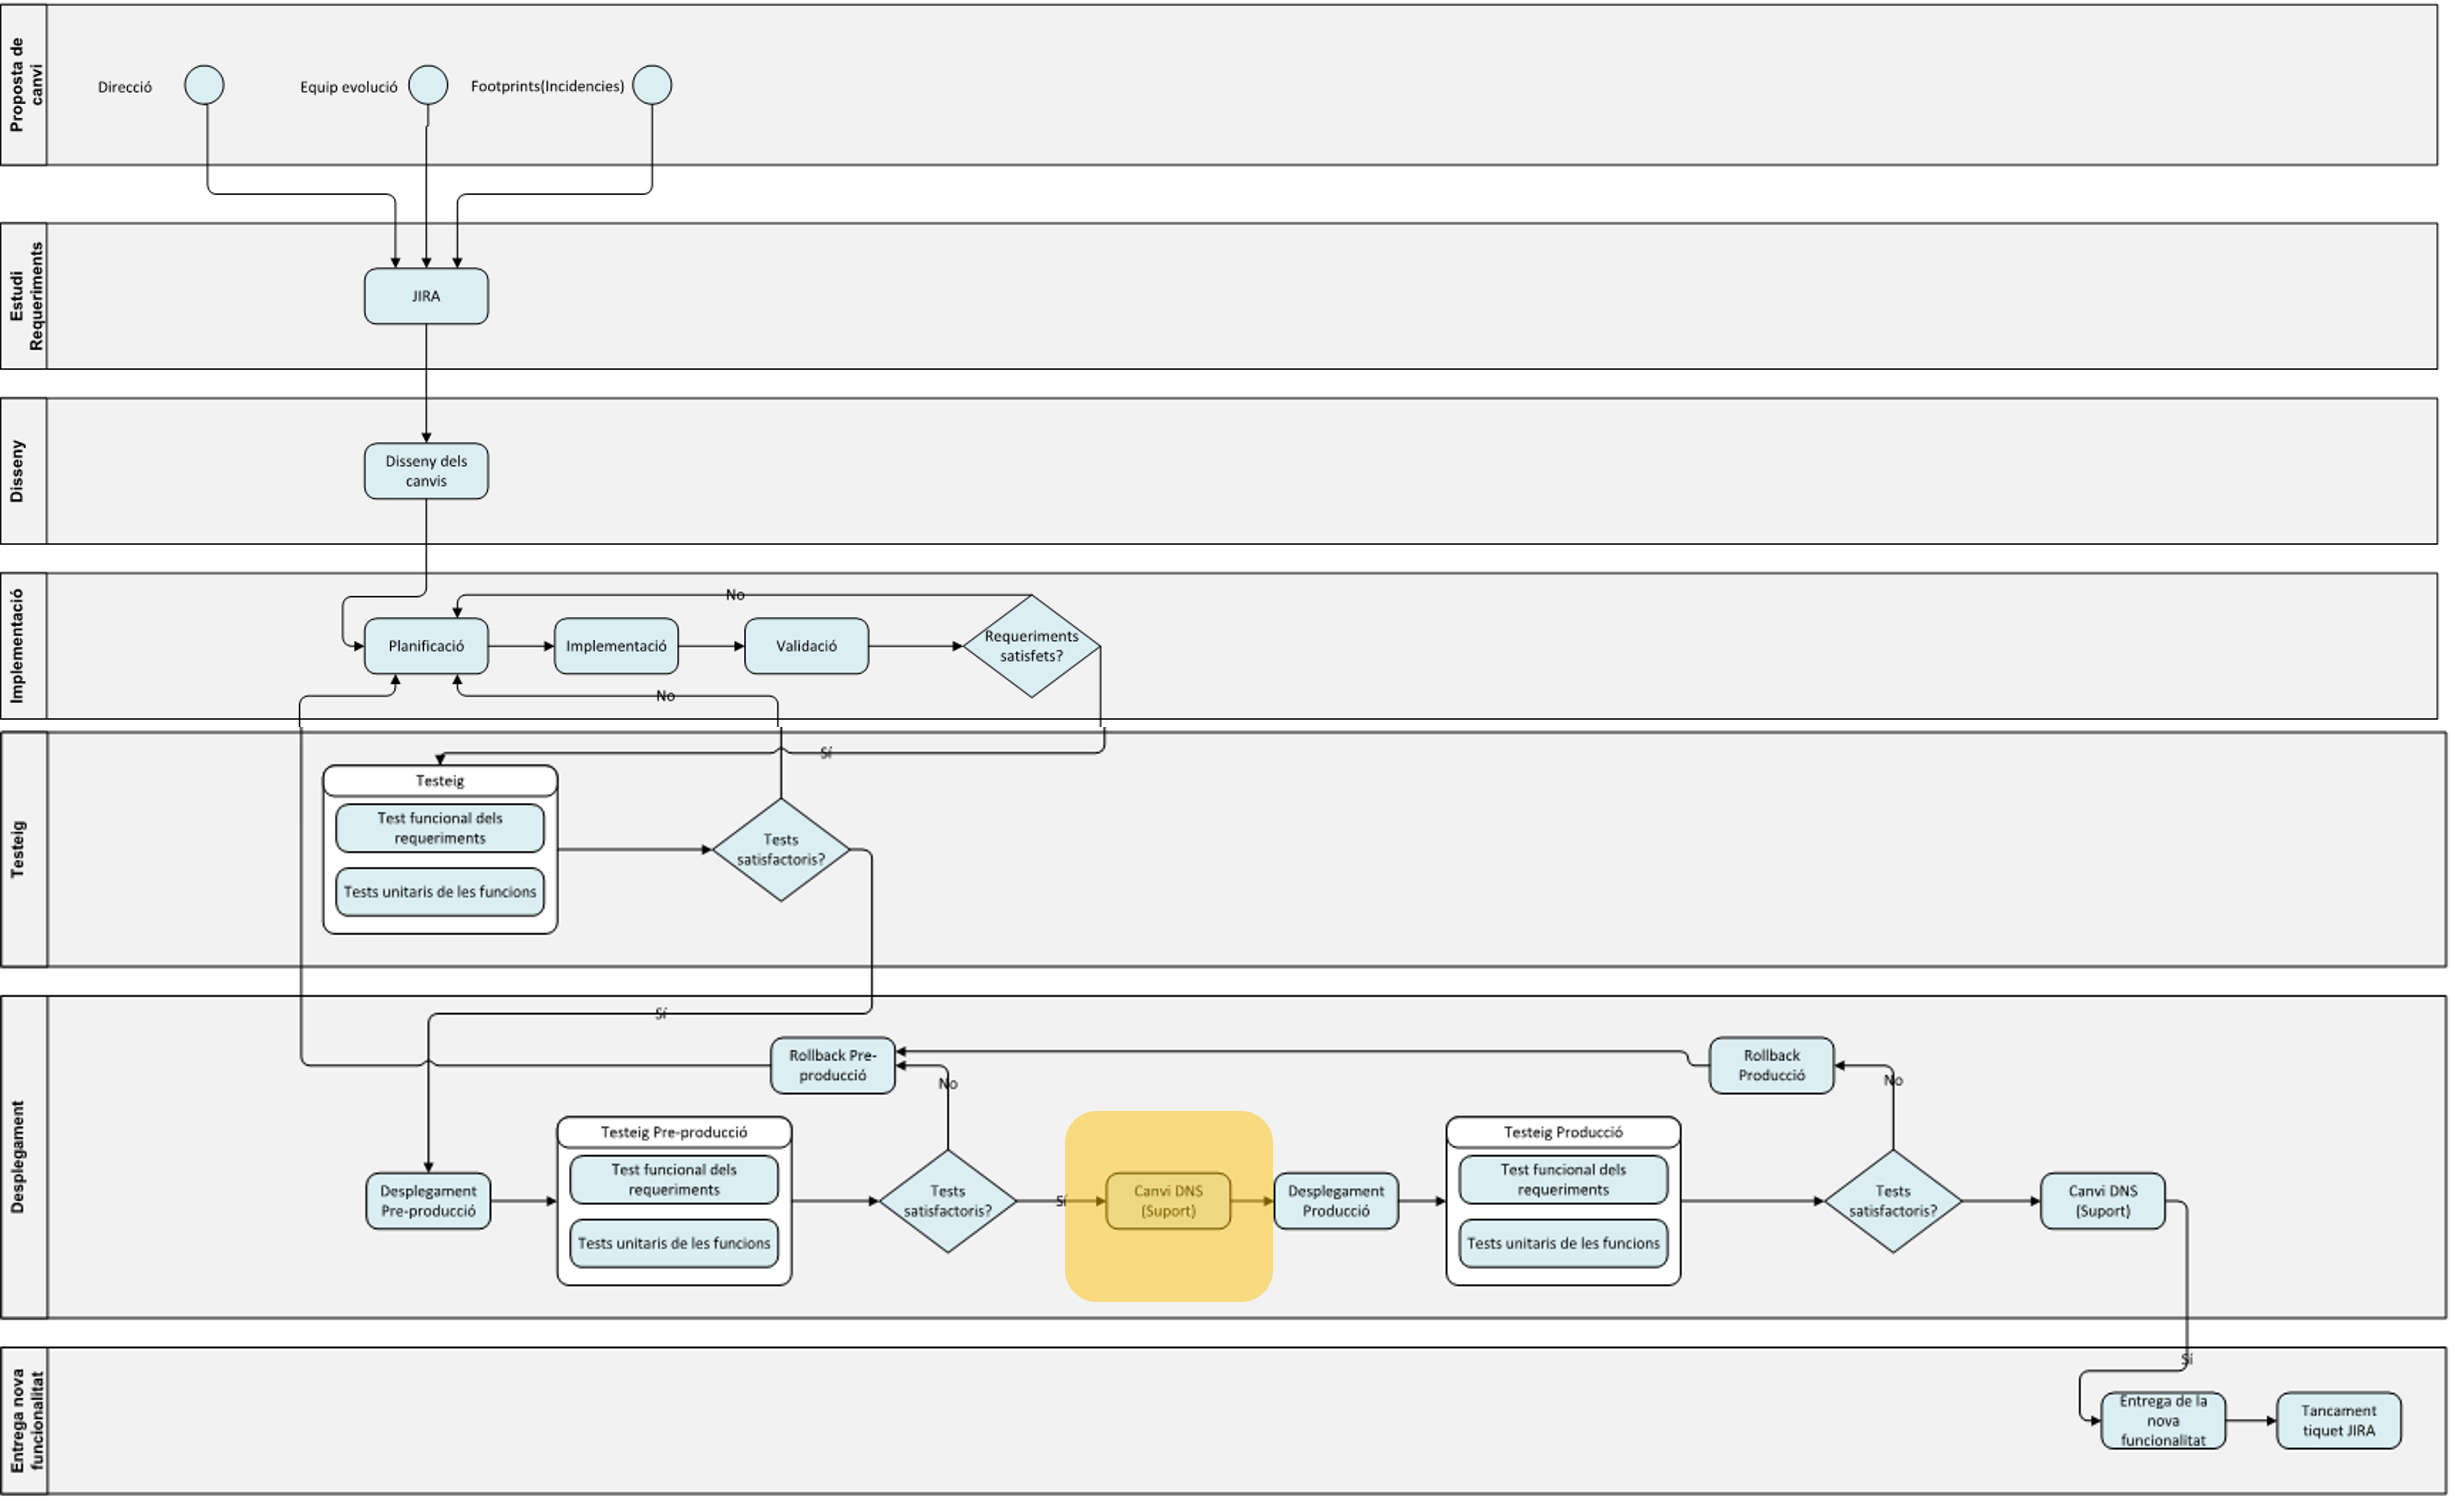 Proposta de
canvi
Direcció
Equip evolució
Footprints(Incidencies)
Estudi
Requeriments
JIRA
Disseny
Disseny dels
canvis
Implementació
No
Planificació
Implementació
Validació
Requeriments
satisfets?
No
Testeig
Sí
Testeig
Test funcional dels
requeriments
Tests unitaris de les funcions
Tests
satisfactoris?
Desplegament
Sí
Rollback Pre-
producció
No
Rollback
Producció
No
Desplegament
Pre-producció
Testeig Pre-producció
Test funcional dels
requeriments
Tests unitaris de les funcions
Tests
satisfactoris?
Sí
Canvi DNS
(Suport)
Desplegament
Producció
Testeig Producció
Test funcional dels
requeriments
Tests unitaris de les funcions
Tests
satisfactoris?
Canvi DNS
(Suport)
Entrega nova
funcionalitat
Sí
Entrega de la
nova
funcionalitat
Tancament
tiquet JIRA